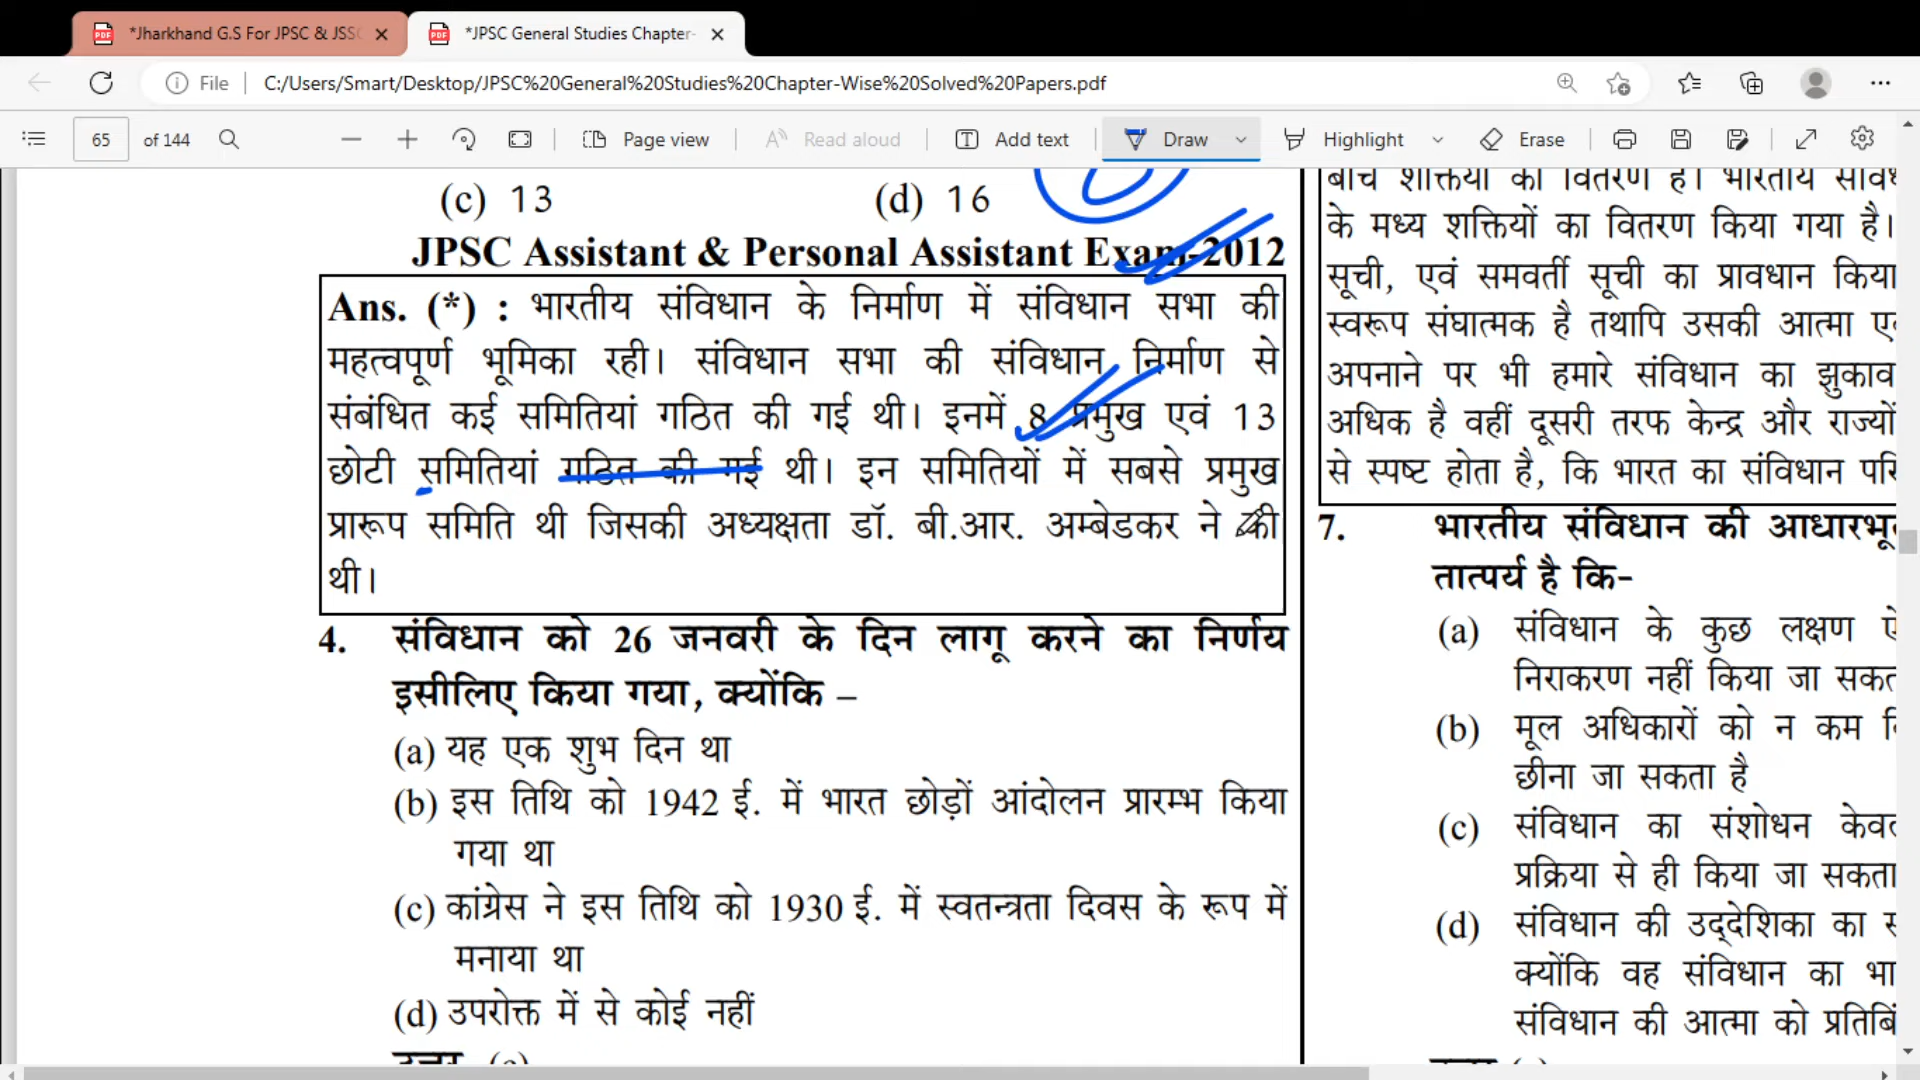 *Jharkhand G.S For JPSC & JSSC
*JPSC General Studies Chapter-
File
C:/Users/Smart/Desktop/JPSC%20General%20Studies%20Chapter-Wise%20Solved%20Papers.pdf
65 of 144
Page view
Read aloud
Add text
Draw
Highlight
Erase
(c) 13 (d) 16
JPSC Assistant & Personal Assistant Exam-2012
Ans. (*) : भारतीय संविधान के निर्माण में संविधान सभा की
महत्वपूर्ण भूमिका रही। संविधान सभा की संविधान निर्माण से
संबंधित कई समितियां गठित की गई थी। इनमें 8 प्रमुख एवं 13
छोटी समितियां गठित की गई थी। इन समितियों में सबसे प्रमुख
प्रारूप समिति थी जिसकी अध्यक्षता डॉ. बी.आर. अम्बेडकर ने की
थी।
4. संविधान को 26 जनवरी के दिन लागू करने का निर्णय
इसीलिए किया गया, क्योंकि –
(a) यह एक शुभ दिन था
(b) इस तिथि को 1942 ई. में भारत छोड़ों आंदोलन प्रारम्भ किया
गया था
(c) कांग्रेस ने इस तिथि को 1930 ई. में स्वतन्त्रता दिवस के रूप में
मनाया था
(d) उपरोक्त में से कोई नहीं
बीच शक्तियों का वितरण है। भारतीय
के मध्य शक्तियों का वितरण किया गया है।
सूची, एवं समवर्ती सूची का प्रावधान किया
स्वरूप संघात्मक है तथापि उसकी आत्मा
अपनाने पर भी हमारे संविधान का झुकाव
अधिक है वहीं दूसरी तरफ केन्द्र और राज्यों
से स्पष्ट होता है, कि भारत का संविधान
7. भारतीय संविधान की
तात्पर्य है कि-
(a) संविधान के कुछ लक्षण
निराकरण नहीं किया जा
(b) मूल अधिकारों को न कम
छीना जा सकता है
(c) संविधान का संशोधन
प्रक्रिया से ही किया जा सकता
(d) संविधान की उद्देशिका का
क्योंकि वह संविधान का
संविधान की आत्मा को